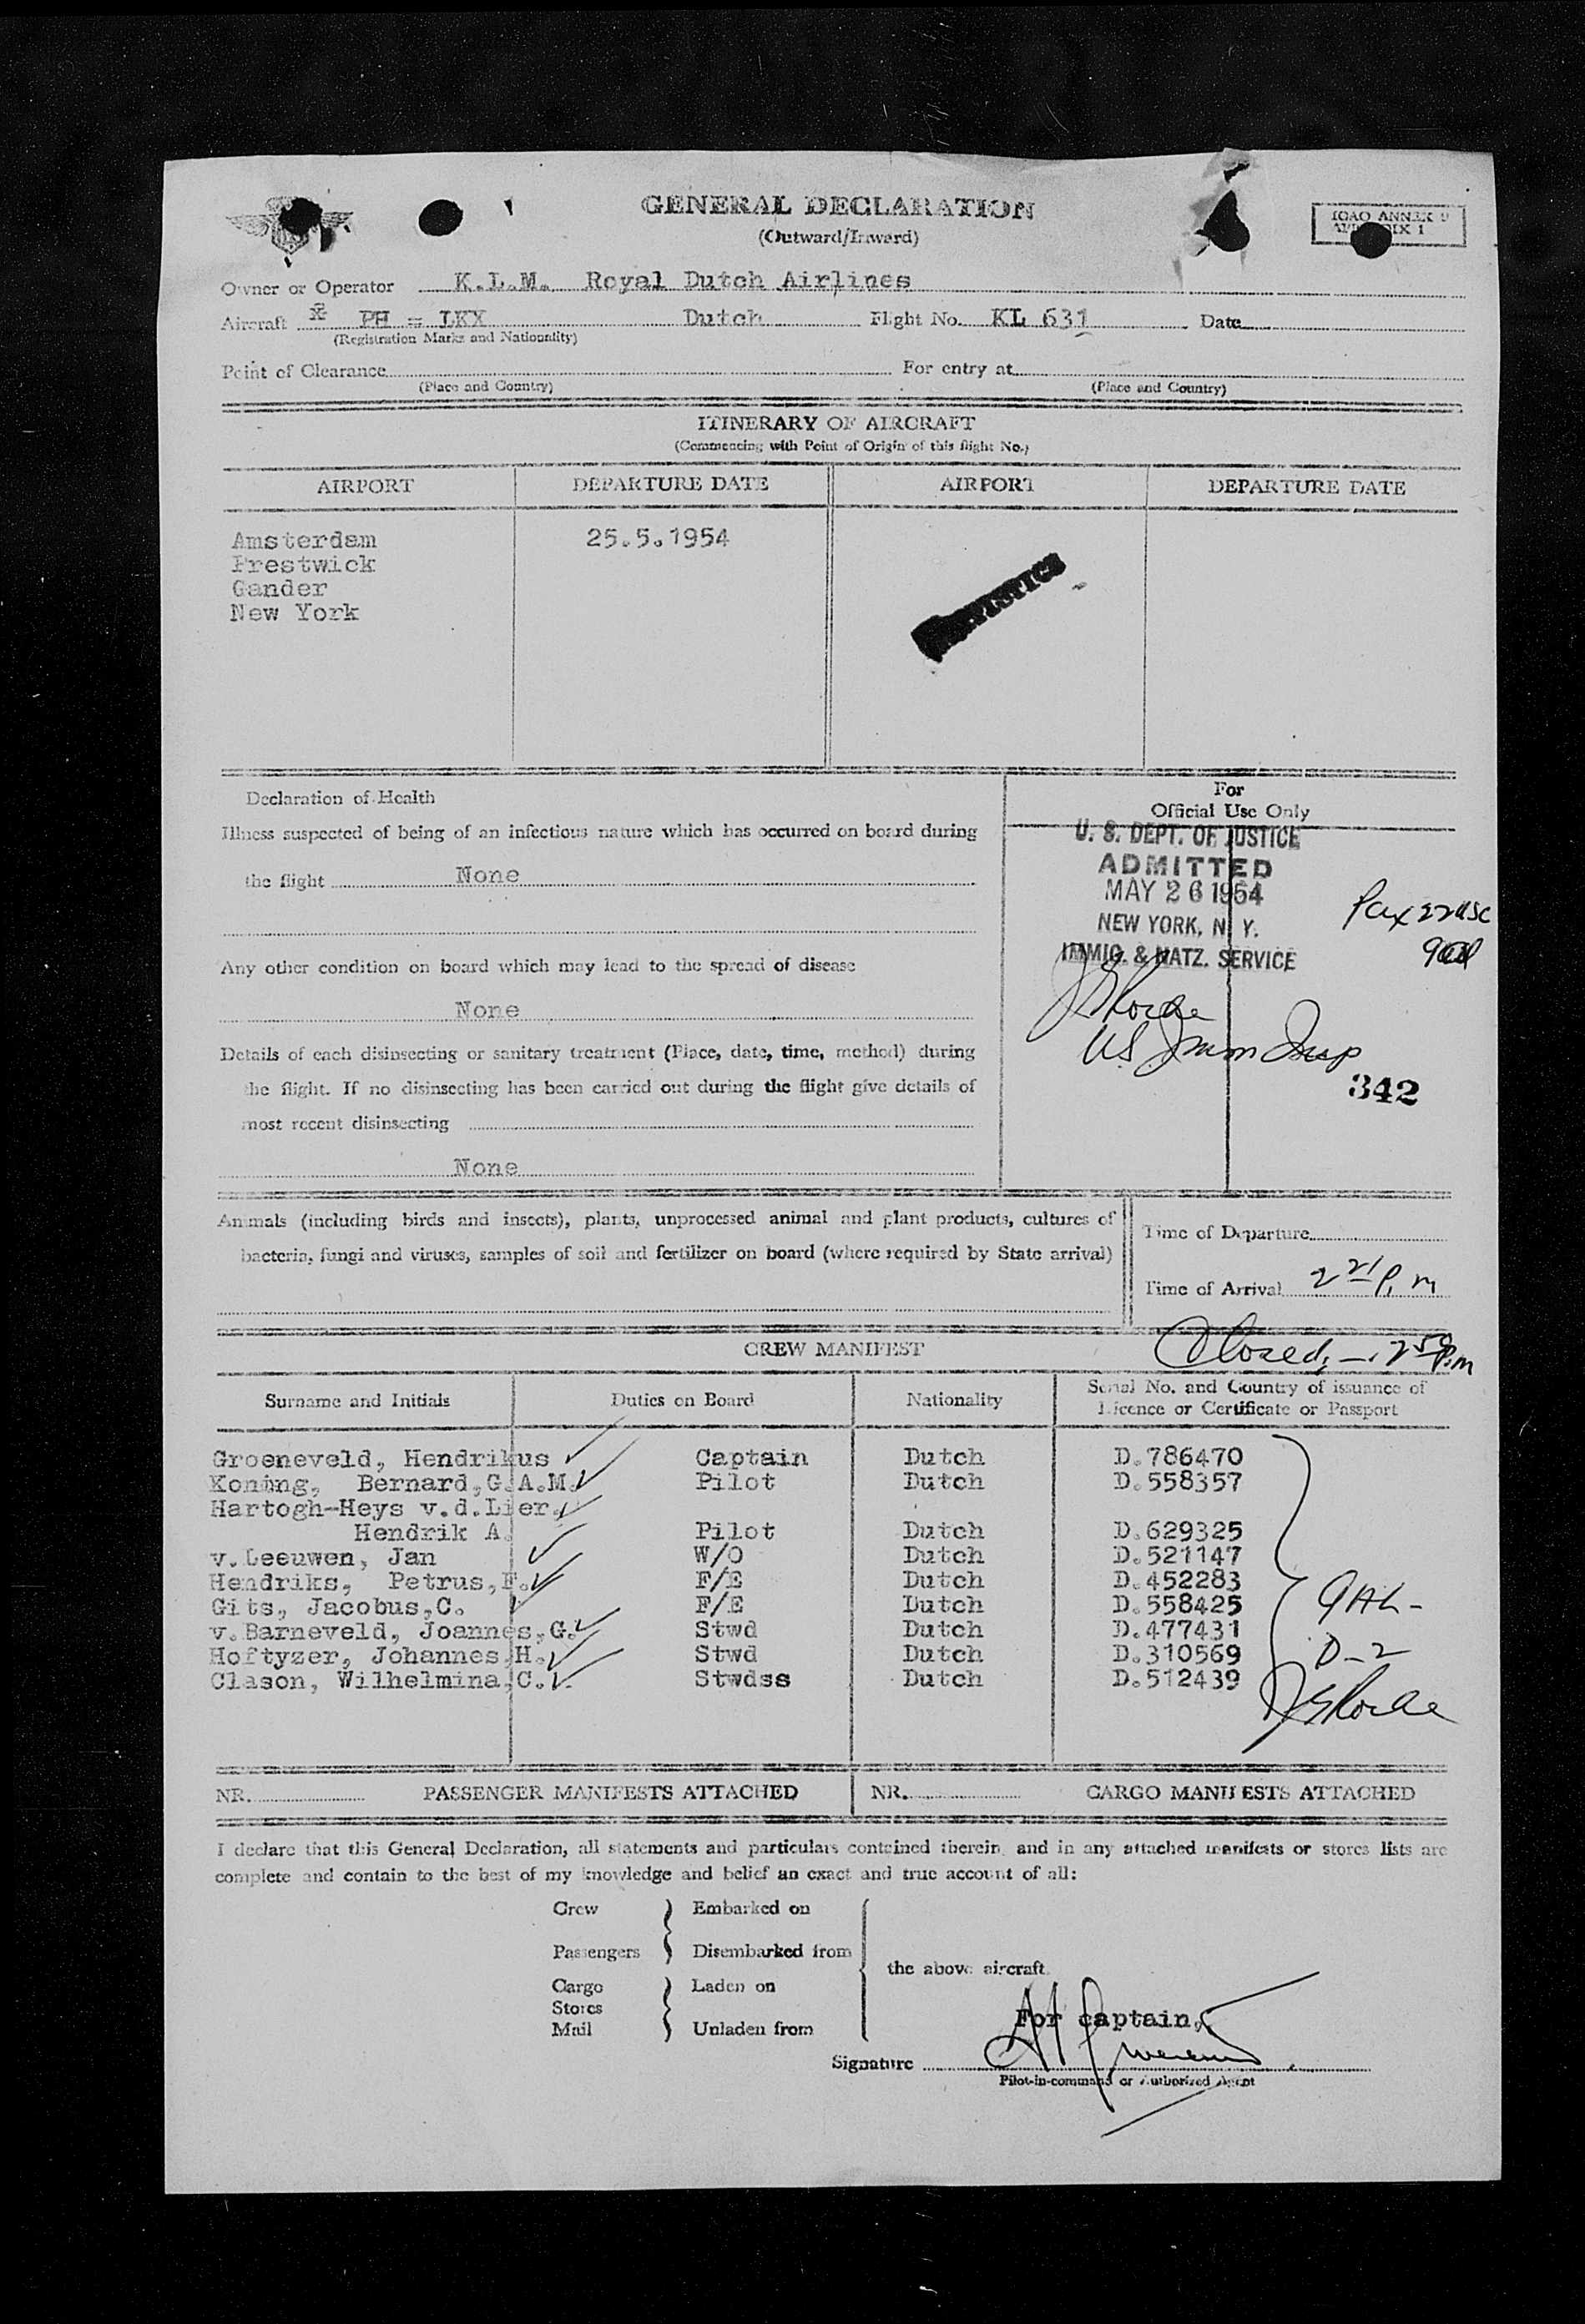 GENERAL DECLARATION
(Outward/Inward)
ICAO ANNEX 9
Owner or Operator K.L.M. Royal Dutch Airlines
Aircraft PH - LKX Dutch Flight No. KL 631 Date
(Registration Marks and Nationality)
Point of Clearance For entry at
(Place and Country) (Place and Country)
ITINERARY OF AIRCRAFT
(Commencing with Point of Origin of this flight No.)
AIRPORT DEPARTURE DATE AIRPORT DEPARTURE DATE
Amsterdam 25.5.1954
Prestwick
Gander
New York
Declaration of Health
Illness suspected of being of an infectious nature which has occurred on board during
the flight None
Any other condition on board which may lead to the spread of disease
None
Details of each disinsecting or sanitary treatment (Place, date, time, method) during
the flight. If no disinsecting has been carried out during the flight give details of
most recent disinsecting
None
For
Official Use Only
U. S. DEPT. OF JUSTICE
ADMITTED
MAY 26 1954
NEW YORK, N. Y.
IMMIG. & NATZ. SERVICE
Pax 22 USC
US Imm Insp
342
Animals (including birds and insects), plants, unprocessed animal and plant products, cultures of
bacteria, fungi and viruses, samples of soil and fertilizer on board (where required by State arrival)
Time of Departure
Time of Arrival 2 21 P. m
Closed, — 2 50 P.m
CREW MANIFEST
Surname and Initials Duties on Board Nationality Serial No. and Country of issuance of
Licence or Certificate or Passport
Groeneveld, Hendrikus Captain Dutch D.786470
Koning, Bernard,G.A.M. Pilot Dutch D.558357
Hartogh-Heys v.d.Lier,
Hendrik A. Pilot Dutch D.629325
v.Leeuwen, Jan W/O Dutch D.521147
Hendriks, Petrus,F. F/E Dutch D.452283
Gits, Jacobus,C. F/E Dutch D.558425
v.Barneveld, Joannes,G. Stwd Dutch D.477431
Hoftyzer, Johannes,H. Stwd Dutch D.310569
Clason, Wilhelmina,C. Stwdss Dutch D.512439
D-2
NR. PASSENGER MANIFESTS ATTACHED NR. CARGO MANIFESTS ATTACHED
I declare that this General Declaration, all statements and particulars contained therein, and in any attached manifests or stores lists are
complete and contain to the best of my knowledge and belief an exact and true account of all:
Crew Embarked on
Passengers Disembarked from
the above aircraft.
Cargo Laden on
Stores
Mail Unladen from
For captain,
Signature
Pilot-in-command or Authorized Agent